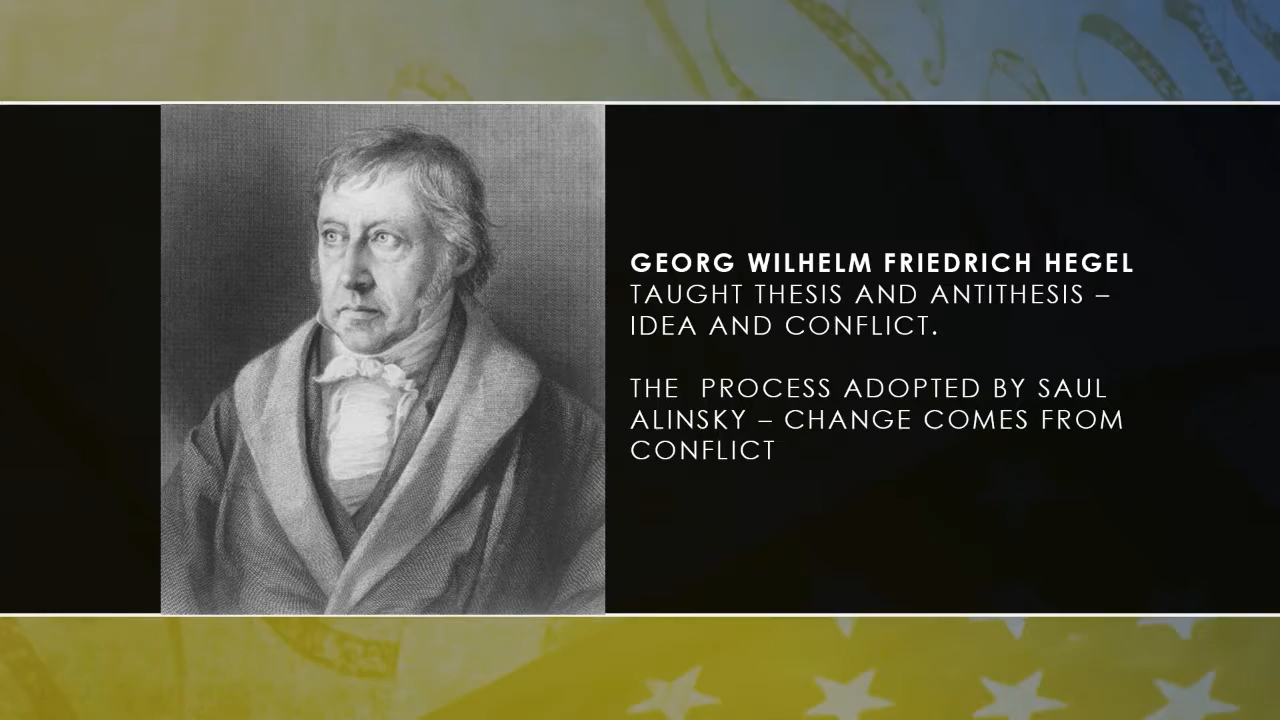 GEORG WILHELM FRIEDRICH HEGEL
TAUGHT THESIS AND ANTITHESIS –
IDEA AND CONFLICT.
THE PROCESS ADOPTED BY SAUL
ALINSKY – CHANGE COMES FROM
CONFLICT